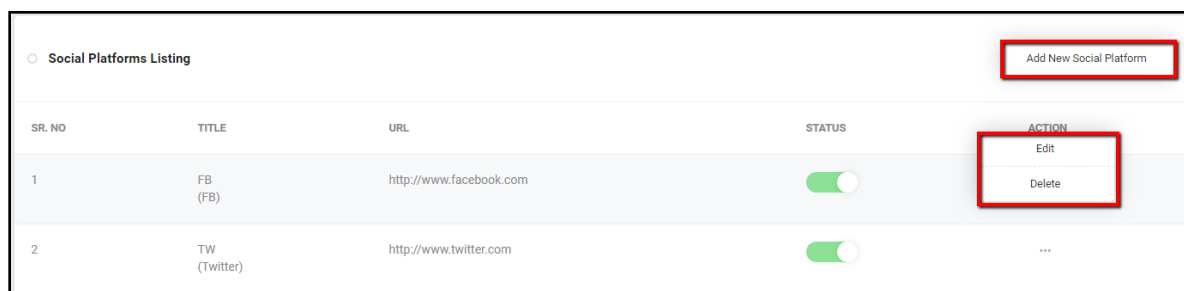 Social Platforms Listing
Add New Social Platform
SR. NO TITLE URL STATUS ACTION
Edit
1 FB http://www.facebook.com
(FB)
Delete
2 TW http://www.twitter.com ...
(Twitter)